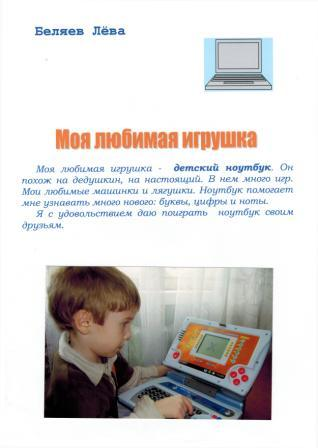 Беляев Лёва
Моя любимая игрушка
Моя любимая игрушка - детский ноутбук. Он
похож на дедушкин, на настоящий. В нем много игр.
Мои любимые машинки и лягушки. Ноутбук помогает
мне узнавать много нового: буквы, цифры и ноты.
Я с удовольствием даю поиграть ноутбук своим
друзьям.